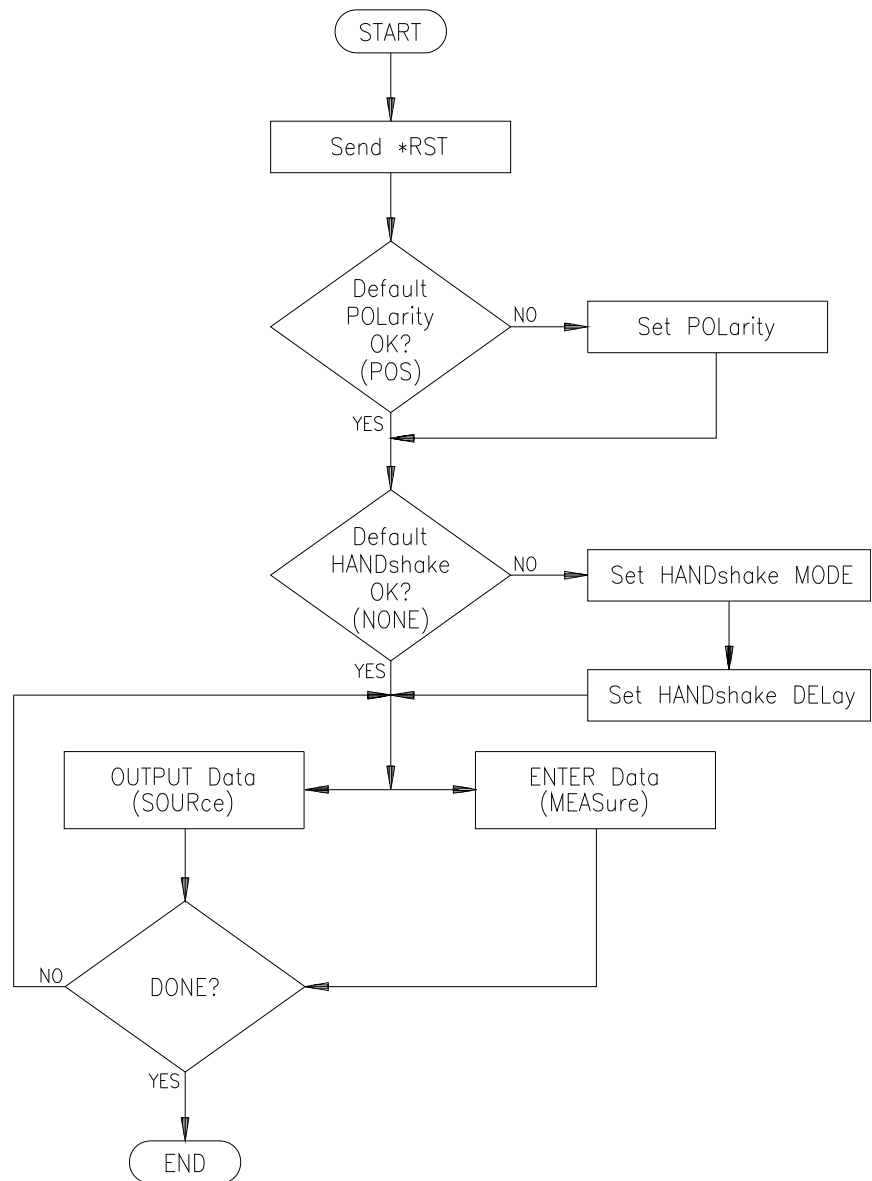 START
Send *RST
Default
POLarity
OK?
(POS)
NO
Set POLarity
YES
Default
HANDshake
OK?
(NONE)
NO
Set HANDshake MODE
YES
Set HANDshake DELay
OUTPUT Data
(SOURce)
ENTER Data
(MEASure)
NO
DONE?
YES
END